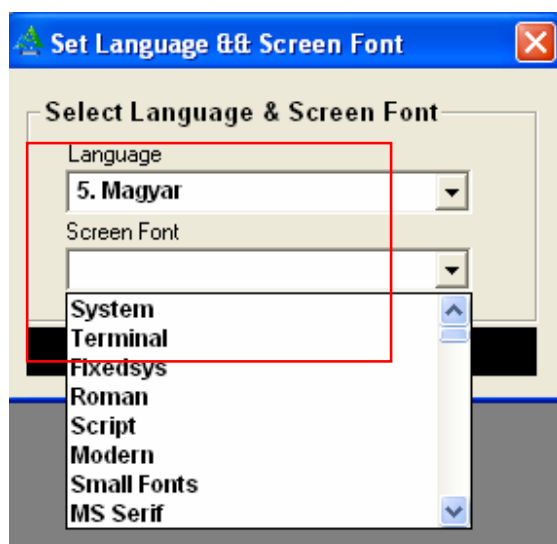 Set Language && Screen Font
Select Language & Screen Font
Language
5. Magyar
Screen Font
System
Terminal
Fixedsys
Roman
Script
Modern
Small Fonts
MS Serif